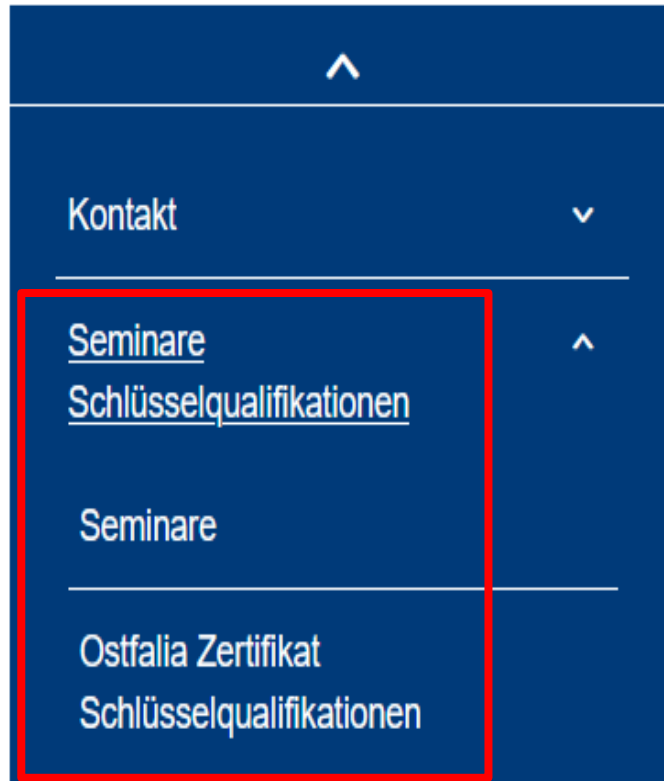 Kontakt
Seminare
Schlüsselqualifikationen
Seminare
Ostfalia Zertifikat
Schlüsselqualifikationen